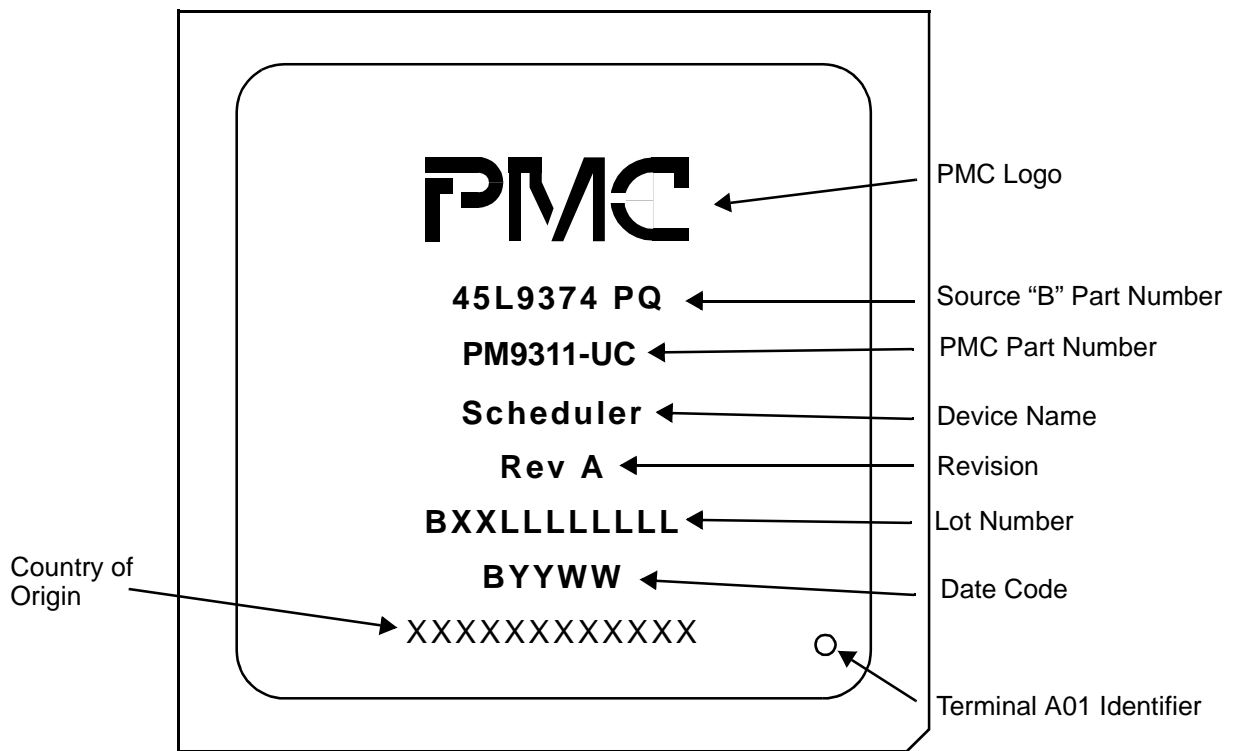 PMC
PMC Logo
45L9374 PQ
Source “B” Part Number
PM9311-UC
PMC Part Number
Scheduler
Device Name
Rev A
Revision
BXXLLLLLLLL
Lot Number
BYYWW
Date Code
Country of
Origin
XXXXXXXXXXXX
Terminal A01 Identifier